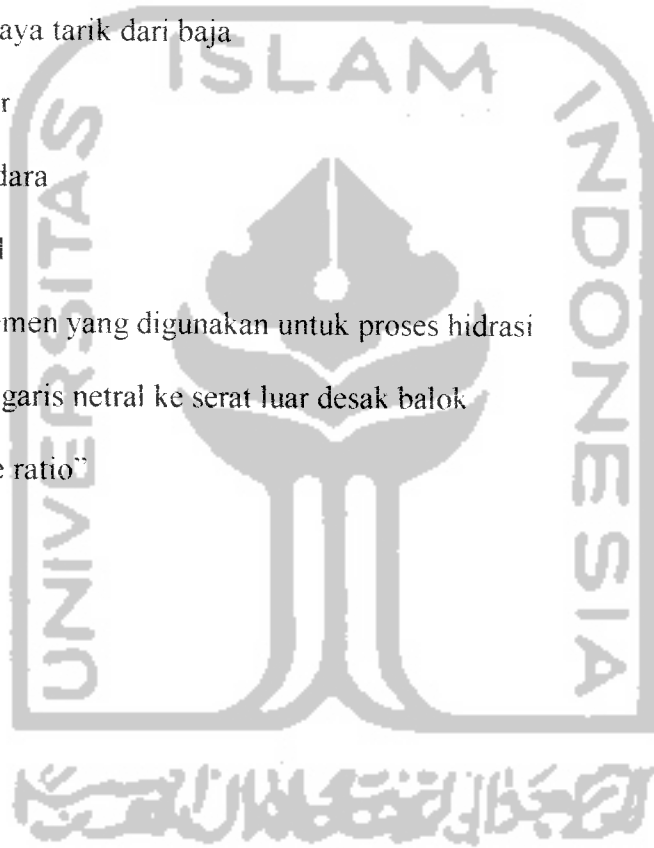 aya tarik dari baja
ISLAM
r
dara
emen yang digunakan untuk proses hidrasi
garis netral ke serat luar desak balok
e ratio”
UNIVERSITAS
INDONESIA